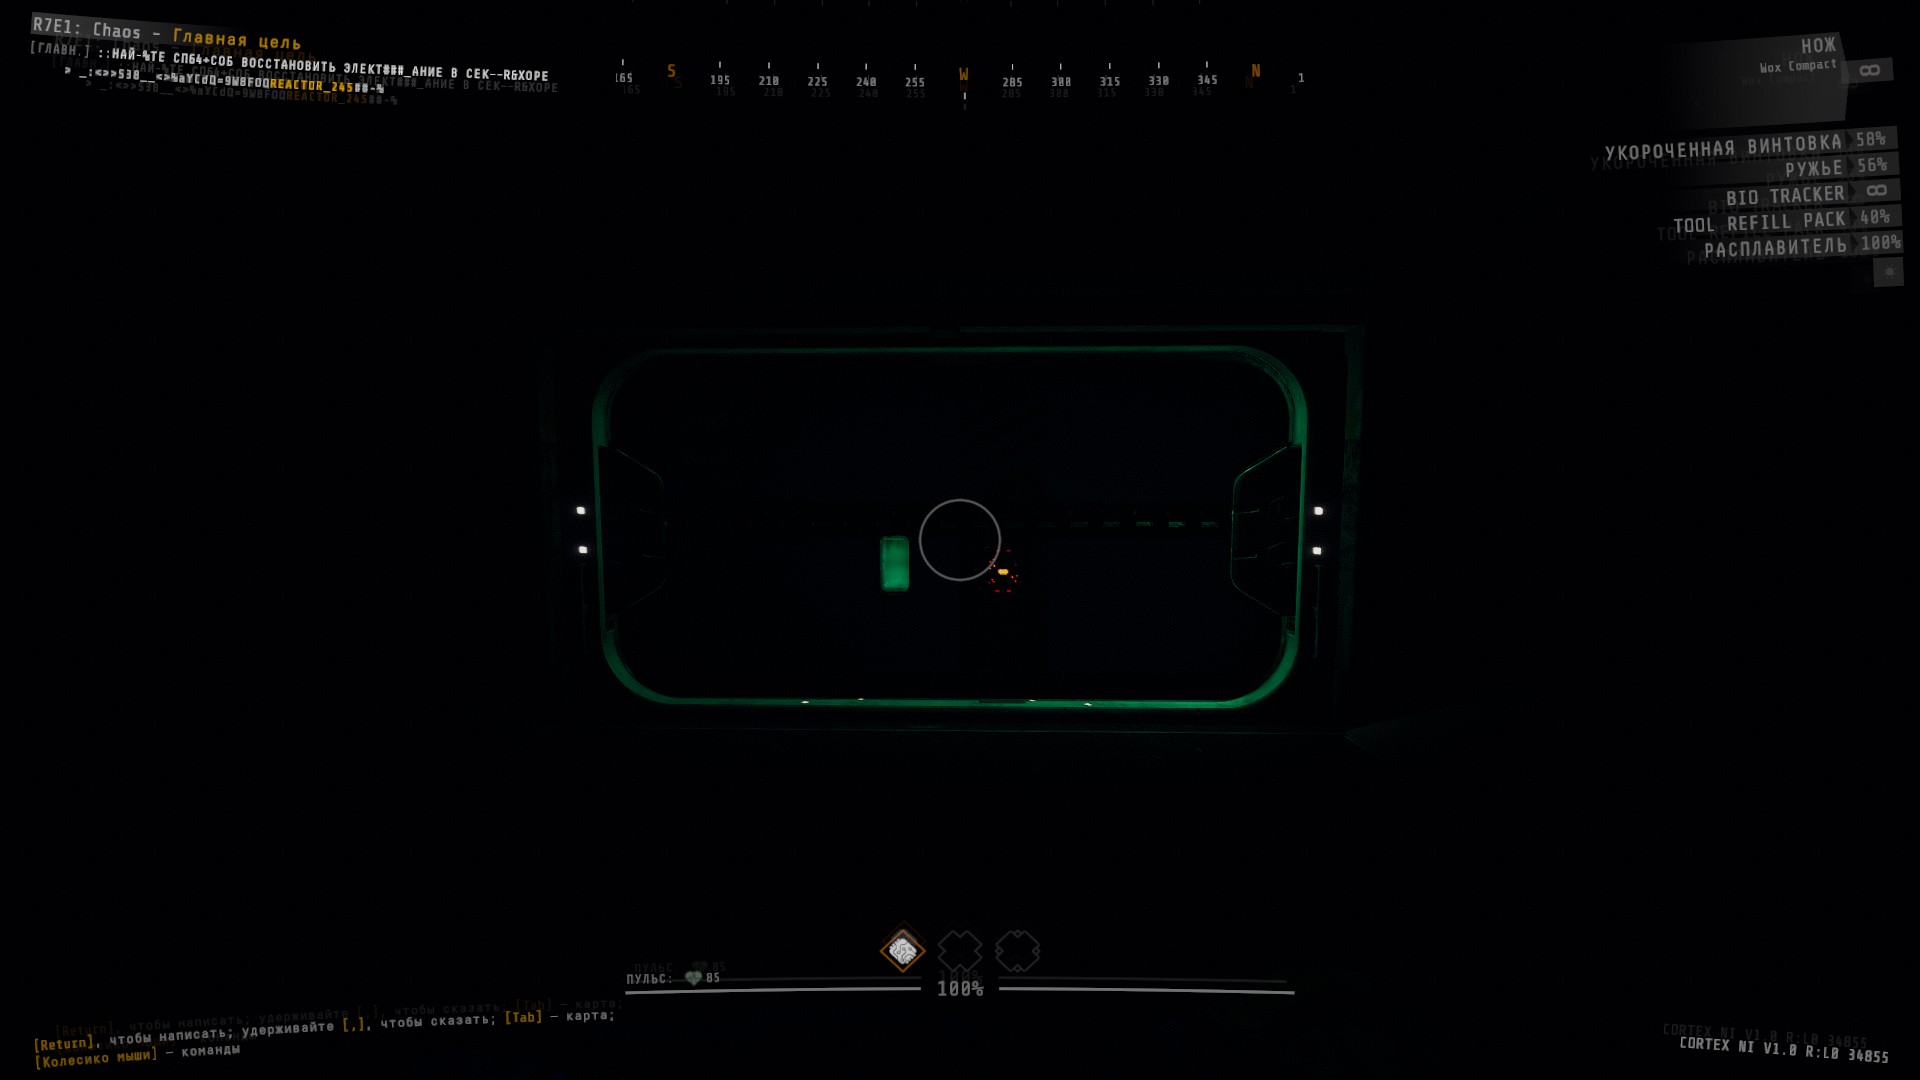 R7E1: Chaos – Главная цель
[ГЛАВН.] ::НАЙ-%ТЕ СП64+СОБ ВОССТАНОВИТЬ ЭЛЕКТ###_АНИЕ В СЕК--R&ХОРЕ
REACTOR_245##-%
165 S 195 210 225 240 255 W 285 300 315 330 345 N 1
НОЖ
Wox Compact
УКОРОЧЕННАЯ ВИНТОВКА 58%
РУЖЬЕ 56%
BIO TRACKER
TOOL REFILL PACK 40%
РАСПЛАВИТЕЛЬ 100%
ПУЛЬС: 85
100%
[Return], чтобы написать; удерживайте [,], чтобы сказать; [Tab] – карта;
[Колесико мыши] – команды
CORTEX NI V1.0 R:L0 34855